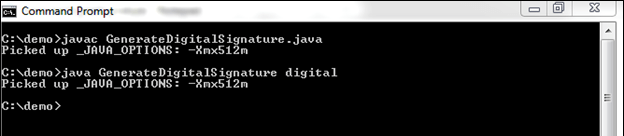 Command Prompt
C:\demo>javac GenerateDigitalSignature.java
Picked up _JAVA_OPTIONS: -Xmx512m
C:\demo>java GenerateDigitalSignature digital
Picked up _JAVA_OPTIONS: -Xmx512m
C:\demo>